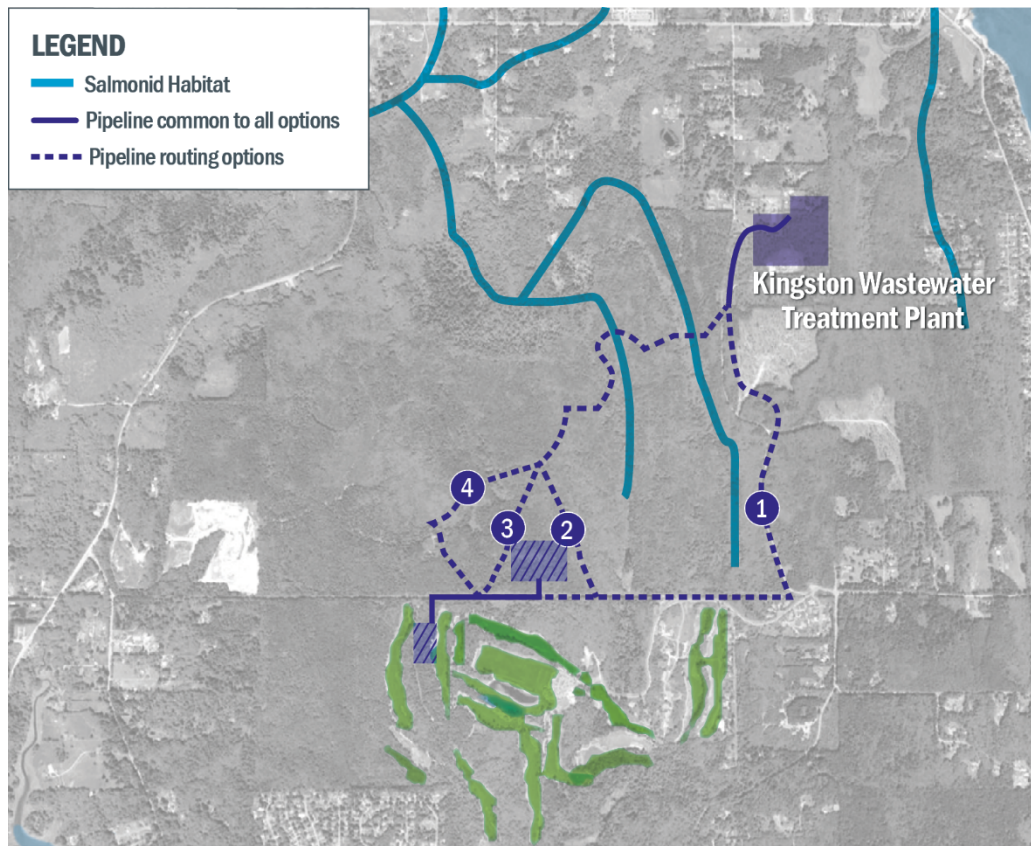 LEGEND
Salmonid Habitat
Pipeline common to all options
Pipeline routing options
Kingston Wastewater
Treatment Plant
4
3
2
1